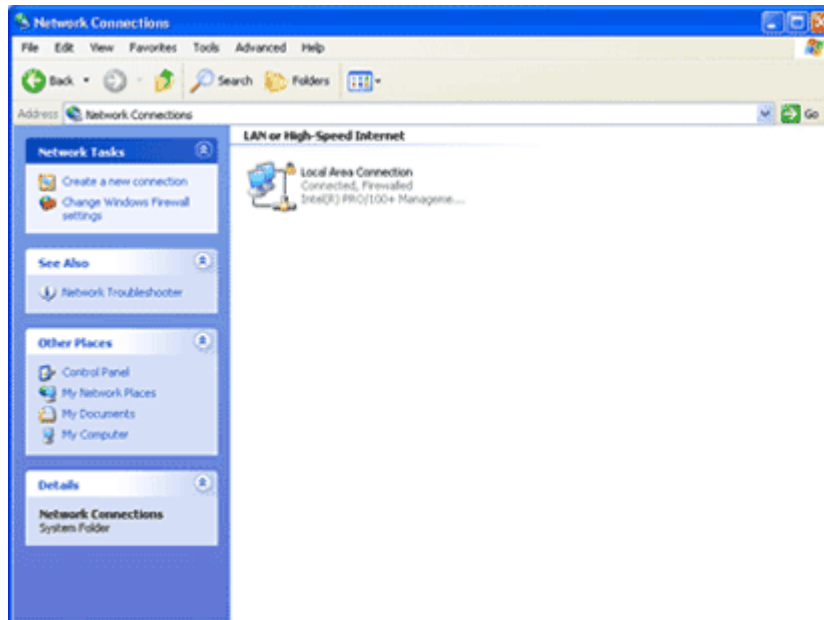 Network Connections
File Edit View Favorites Tools Advanced Help
Back Search Folders
Address Network Connections Go
Network Tasks
Create a new connection
Change Windows Firewall
settings
See Also
Network Troubleshooter
Other Places
Control Panel
My Network Places
My Documents
My Computer
Details
Network Connections
System Folder
LAN or High-Speed Internet
Local Area Connection
Connected, Firewalled
Intel(R) PRO/100+ Manageme...